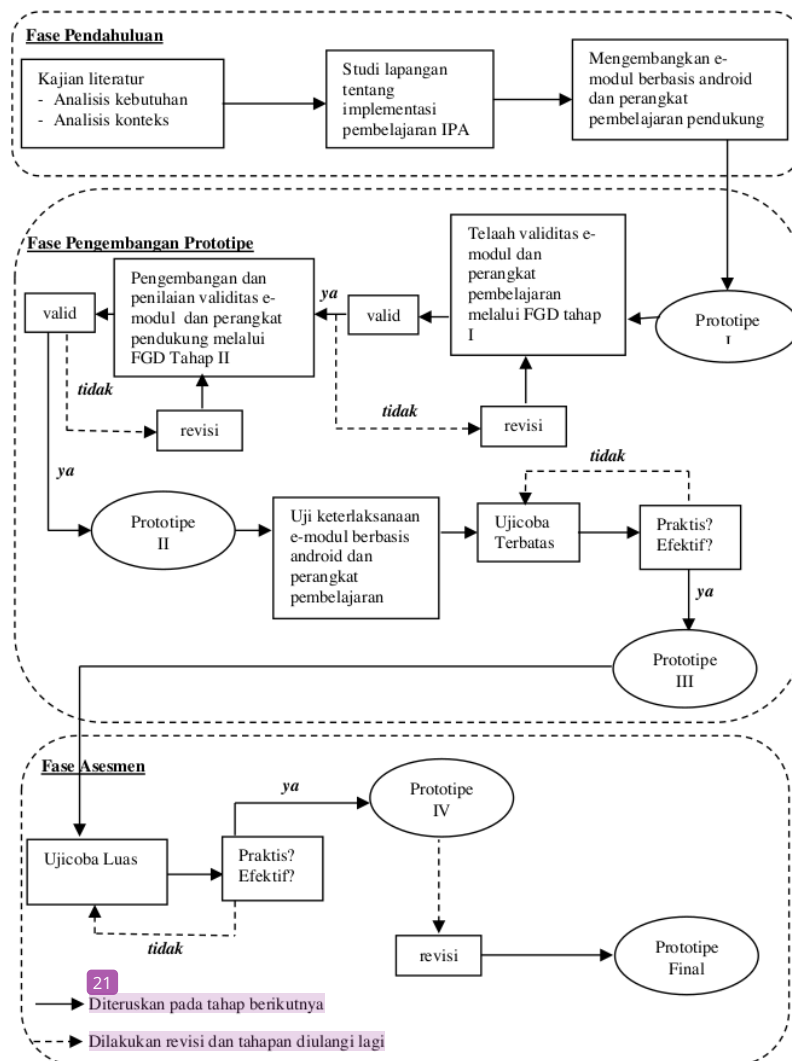 Fase Pendahuluan
Kajian literatur
- Analisis kebutuhan
- Analisis konteks
Studi lapangan
tentang
implementasi
pembelajaran IPA
Mengembangkan e-
modul berbasis android
dan perangkat
pembelajaran pendukung
Fase Pengembangan Prototipe
Prototipe
I
Telaah validitas e-
modul dan
perangkat
pembelajaran
melalui FGD tahap
I
valid
ya
tidak
revisi
Pengembangan dan
penilaian validitas e-
modul dan perangkat
pendukung melalui
FGD Tahap II
valid
tidak
revisi
ya
Prototipe
II
Uji keterlaksanaan
e-modul berbasis
android dan
perangkat
pembelajaran
Ujicoba
Terbatas
tidak
Praktis?
Efektif?
ya
Prototipe
III
Fase Asesmen
Ujicoba Luas
Praktis?
Efektif?
tidak
ya
Prototipe
IV
revisi
Prototipe
Final
21
Diteruskan pada tahap berikutnya
Dilakukan revisi dan tahapan diulangi lagi